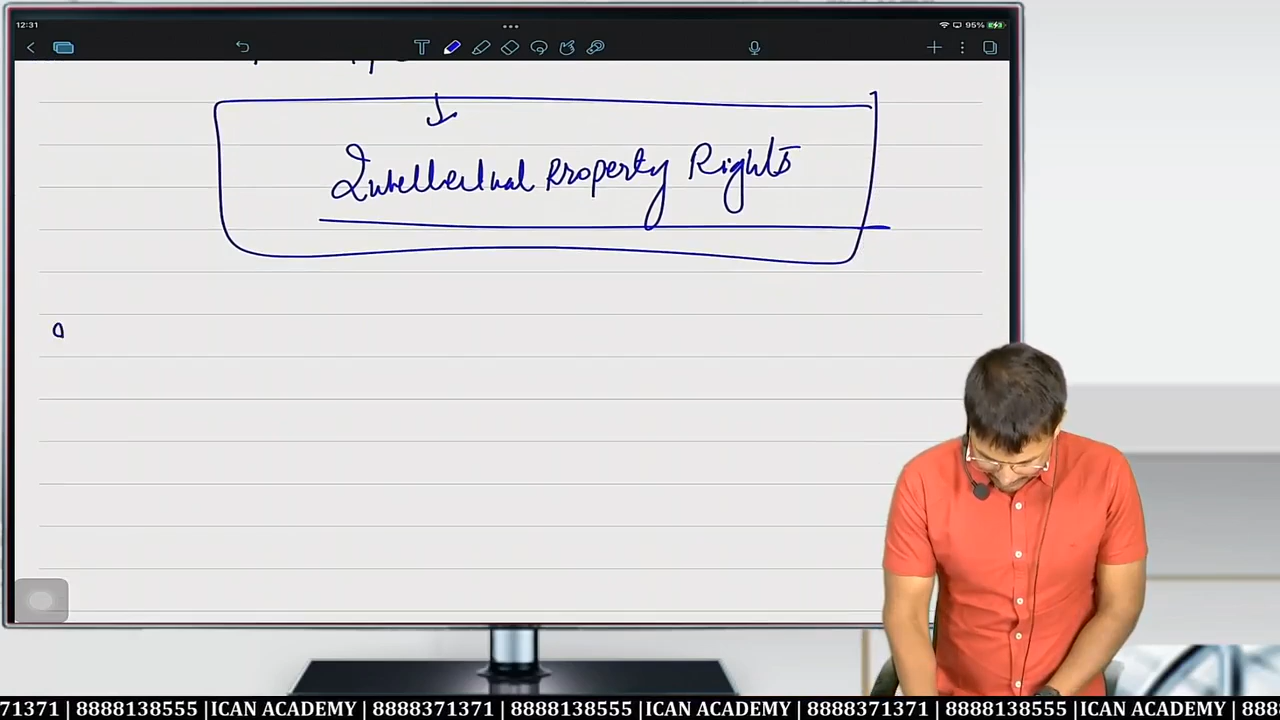 12:31
95%
T
Intellectual Property Rights
71371 | 8888138555 |ICAN ACADEMY | 8888371371 | 8888138555 |ICAN ACADEMY | 8888371371 | 8888138555 |ICAN ACADEMY | 888